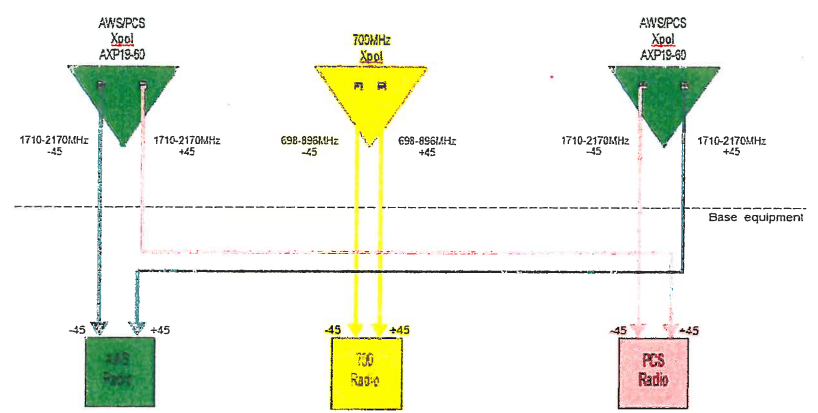 AWS/PCS
Xpol
AXP19-60
700MHz
Xpol
AWS/PCS
Xpol
AXP19-60
1710-2170MHz
-45
1710-2170MHz
+45
698-896MHz
-45
698-896MHz
+45
1710-2170MHz
-45
1710-2170MHz
+45
Base equipment
-45
+45
-45
+45
-45
+45
AWS
Radio
700
Radio
PCS
Radio